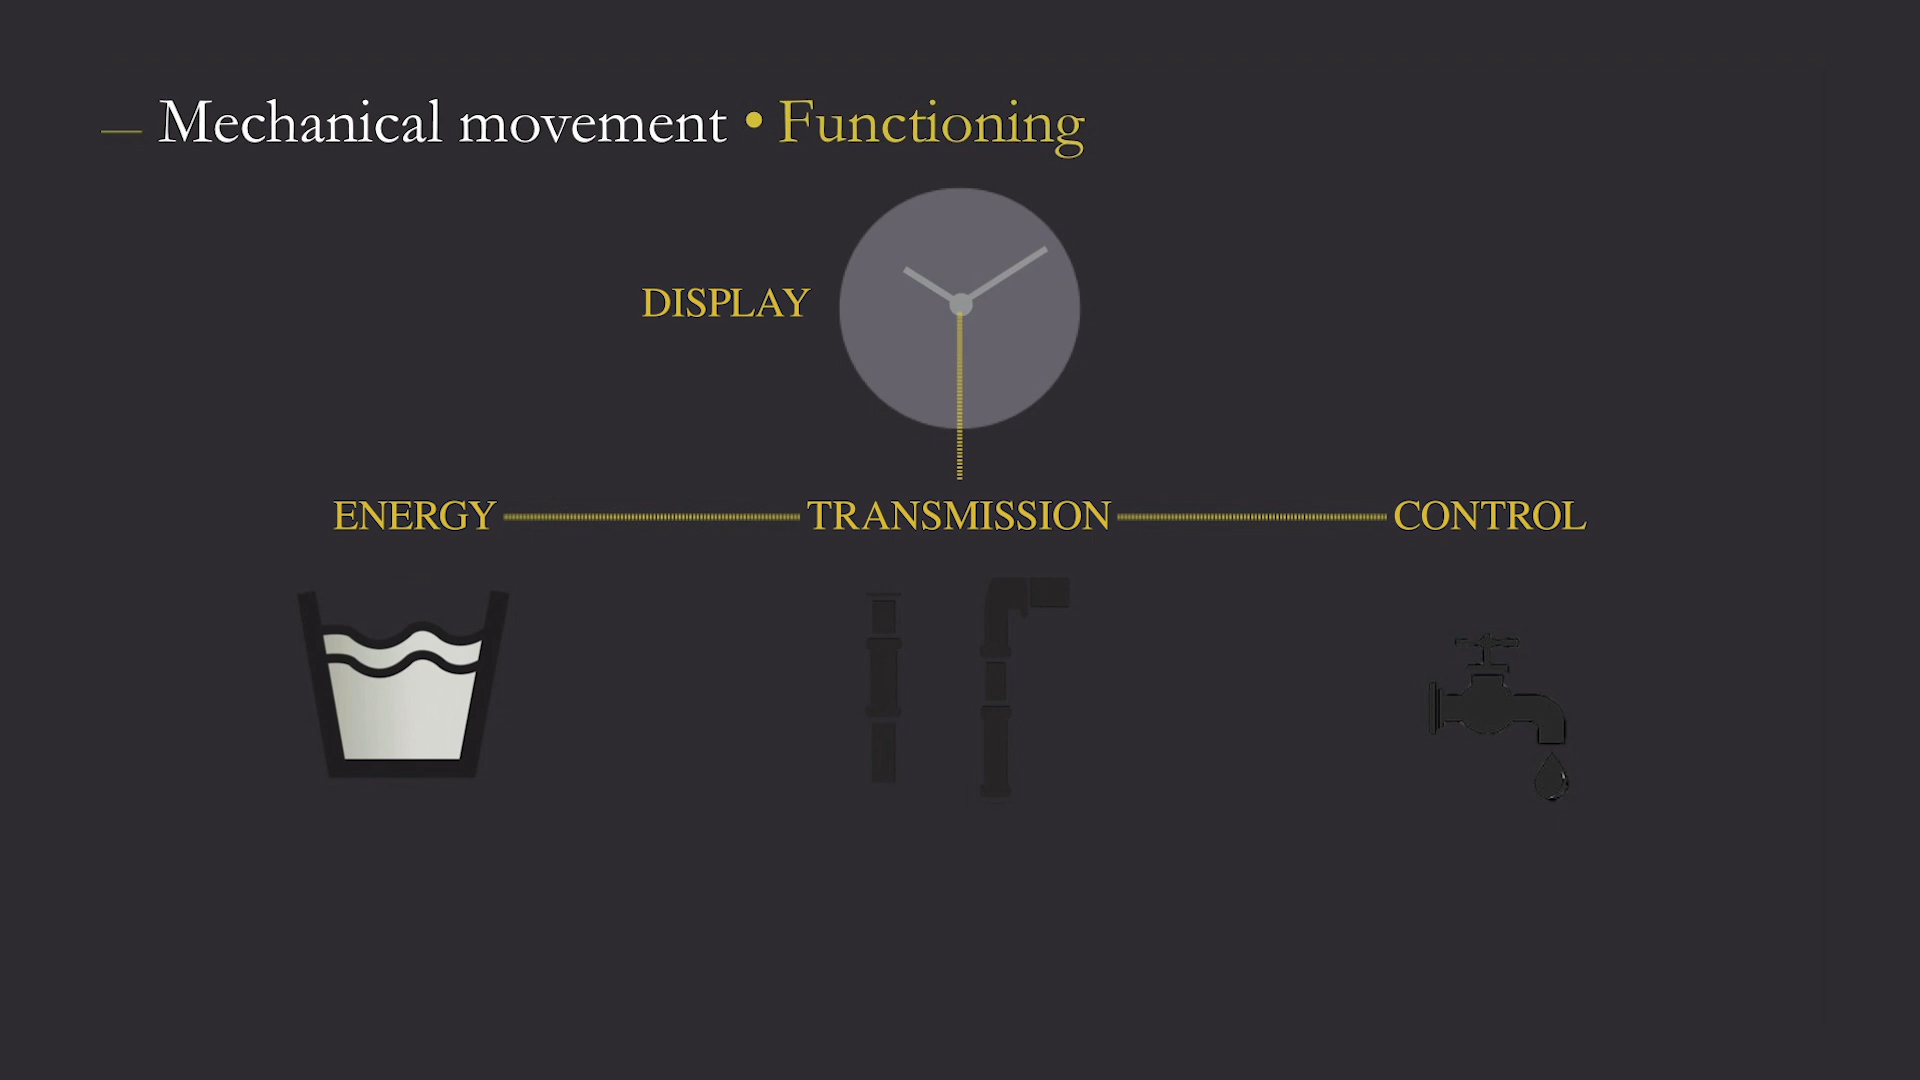 Mechanical movement • Functioning
DISPLAY
ENERGY TRANSMISSION CONTROL